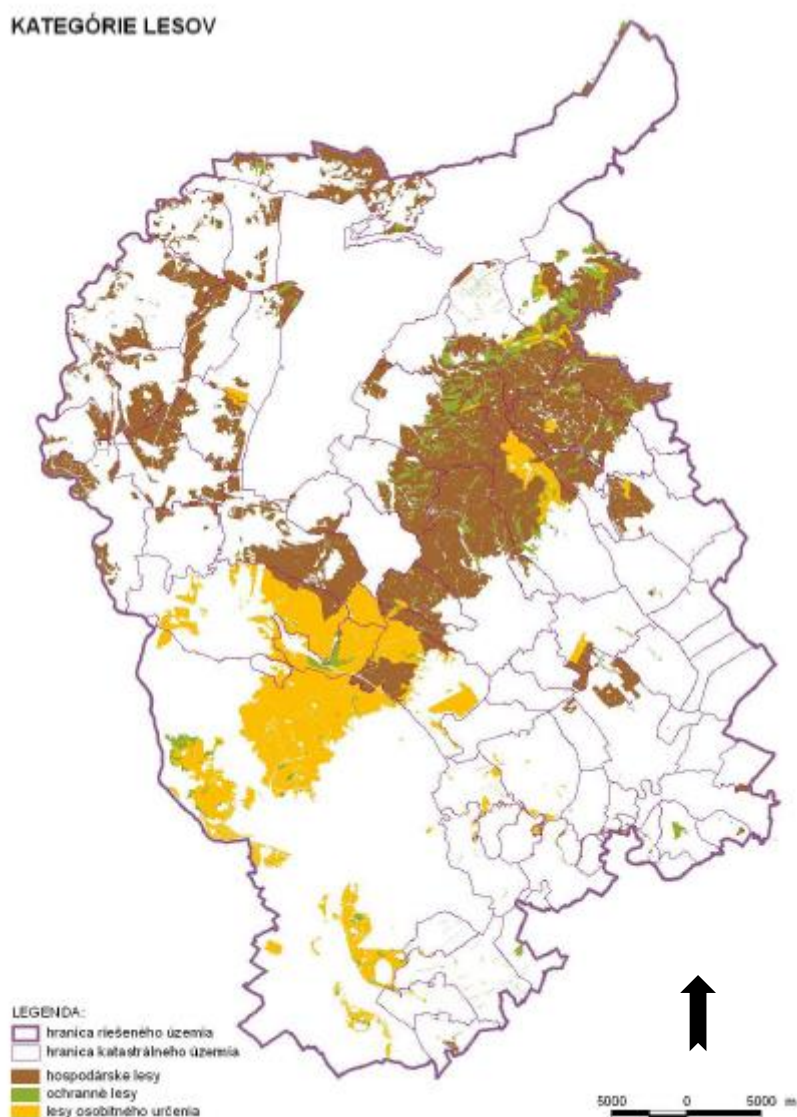 KATEGÓRIE LESOV
LEGENDA:
hranica riešeného územia
hranica katastrálneho územia
hospodárske lesy
ochranné lesy
lesy osobitného určenia
5000 0 5000 m